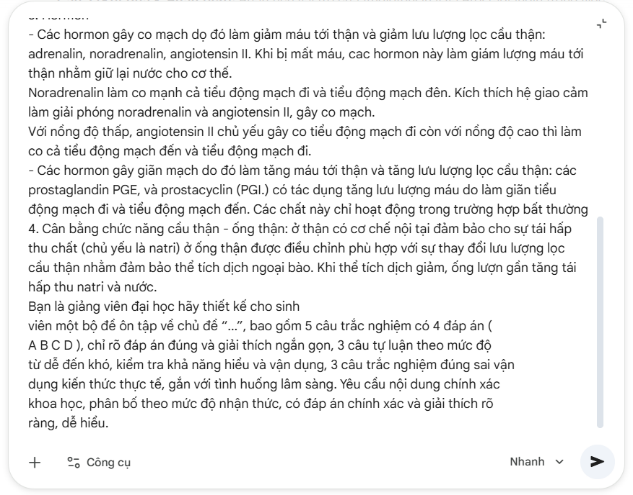 - Các hormon gây co mạch dọ đó làm giảm máu tới thận và giảm lưu lượng lọc cầu thận:
adrenalin, noradrenalin, angiotensin II. Khi bị mất máu, cac hormon này làm giám lượng máu tới
thận nhằm giữ lại nước cho cơ thế.
Noradrenalin làm co mạnh cả tiểu động mạch đi và tiểu động mạch đên. Kích thích hệ giao cảm
làm giải phóng noradrenalin và angiotensin II, gây co mạch.
Với nồng độ thấp, angiotensin II chủ yếu gây co tiểu động mạch đi còn với nồng độ cao thì làm
co cả tiểu động mạch đến và tiểu động mạch đi.
- Các hormon gây giãn mạch do đó làm tăng máu tới thận và tăng lưu lượng lọc cầu thận: các
prostaglandin PGE, và prostacyclin (PGI.) có tác dụng tăng lưu lượng máu do làm giãn tiểu
động mạch đi và tiểu động mạch đến. Các chất này chỉ hoạt động trong trường hợp bất thường
4. Cân bằng chức năng cầu thận - ống thận: ở thận có cơ chế nội tại đảm bảo cho sự tái hấp
thu chất (chủ yếu là natri) ở ống thận được điều chỉnh phù hợp với sự thay đổi lưu lượng lọc
cầu thận nhằm đảm bảo thể tích dịch ngoại bào. Khi thể tích dịch giảm, ống lượn gần tăng tái
hấp thu natri và nước.
Bạn là giảng viên đại học hãy thiết kế cho sinh
viên một bộ đề ôn tập về chủ đề “...”, bao gồm 5 câu trắc nghiệm có 4 đáp án (
A B C D ), chỉ rõ đáp án đúng và giải thích ngắn gọn, 3 câu tự luận theo mức độ
từ dễ đến khó, kiểm tra khả năng hiểu và vận dụng, 3 câu trắc nghiệm đúng sai vận
dụng kiến thức thực tế, gắn với tình huống lâm sàng. Yêu cầu nội dung chính xác
khoa học, phân bố theo mức độ nhận thức, có đáp án chính xác và giải thích rõ
ràng, dễ hiểu.
Công cụ
Nhanh